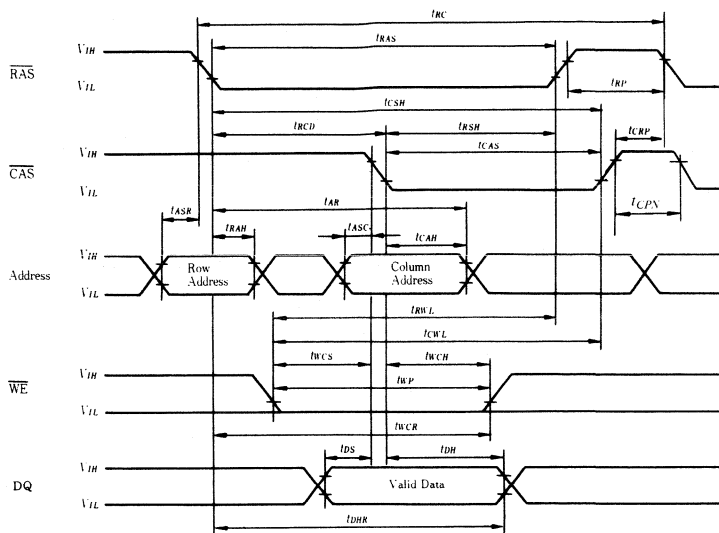 tRC
VIH
tRAS
RAS
VIL
tRP
tCSH
tRCD
tRSH
tCRP
VIH
tCAS
CAS
VIL
tCPN
tASR
tAR
tRAH
tASC
tCAH
VIH
Address
Row Address
Column Address
VIL
tRWL
tCWL
tWCS
tWCH
VIH
tWP
WE
VIL
tWCR
tDS
tDH
VIH
DQ
Valid Data
VIL
tDHR